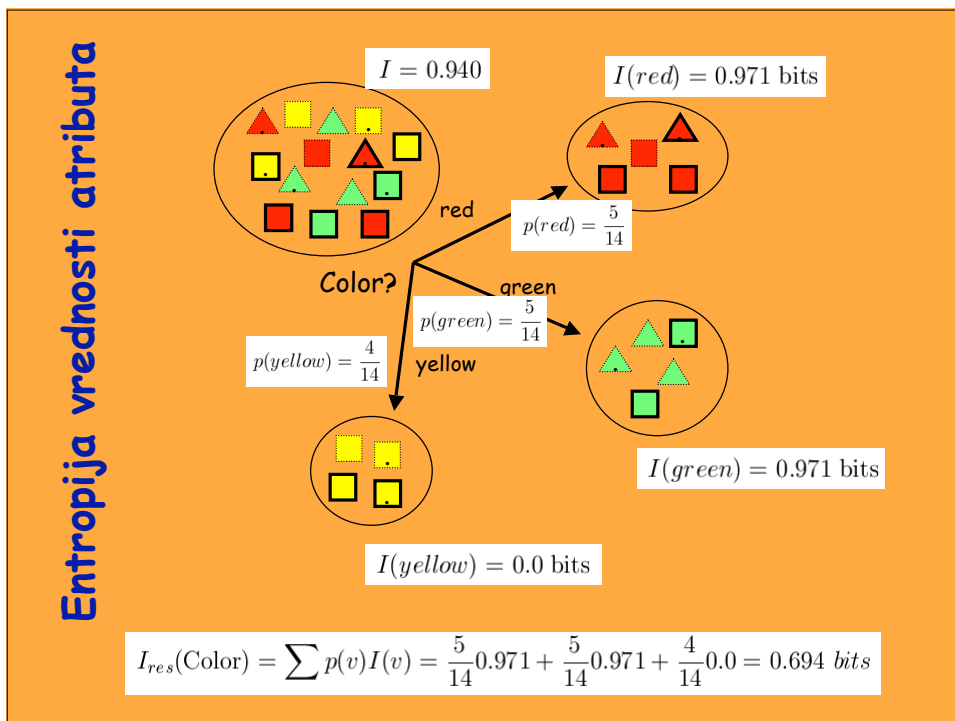 Entropija vrednosti atributa
I = 0.940
I(red) = 0.971 bits
red
p(red) = 5/14
Color?
green
p(green) = 5/14
p(yellow) = 4/14
yellow
I(green) = 0.971 bits
I(yellow) = 0.0 bits
I_res(Color) = ∑ p(v)I(v) = 5/14 0.971 + 5/14 0.971 + 4/14 0.0 = 0.694 bits